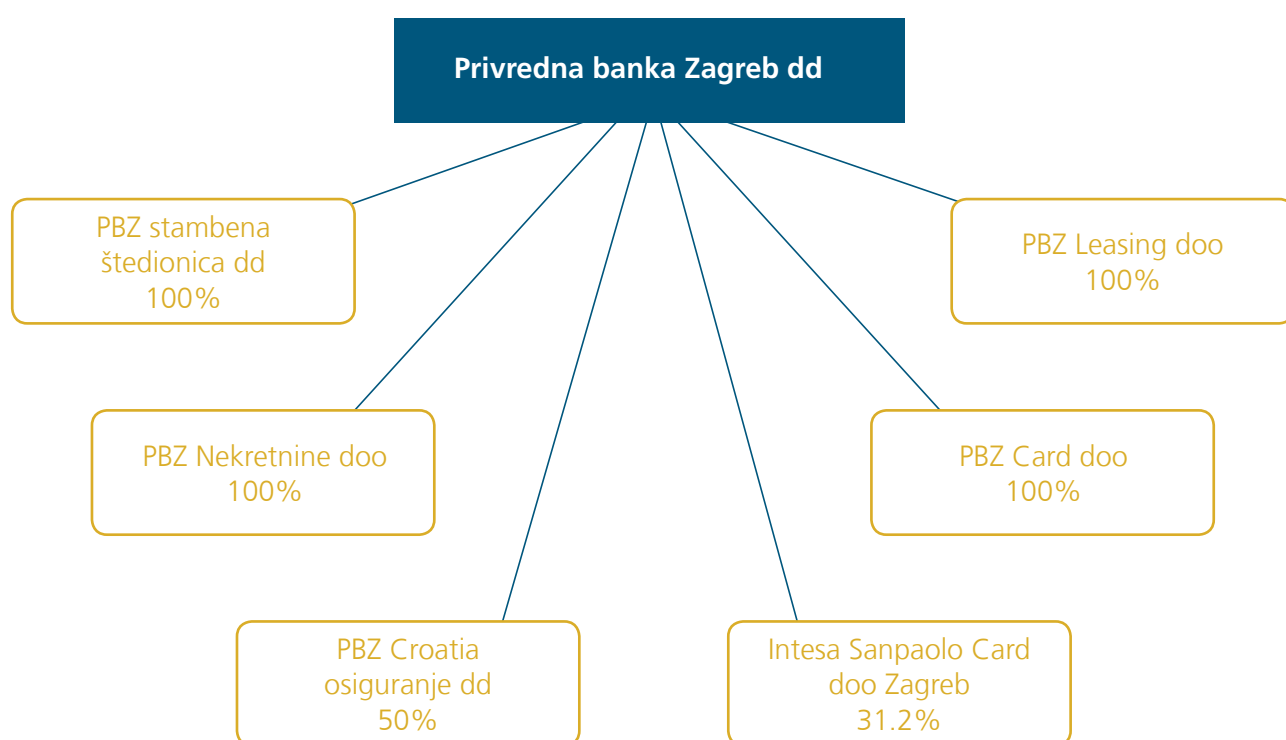 Privredna banka Zagreb dd
PBZ stambena
štedionica dd
100%
PBZ Leasing doo
100%
PBZ Nekretnine doo
100%
PBZ Card doo
100%
PBZ Croatia
osiguranje dd
50%
Intesa Sanpaolo Card
doo Zagreb
31.2%